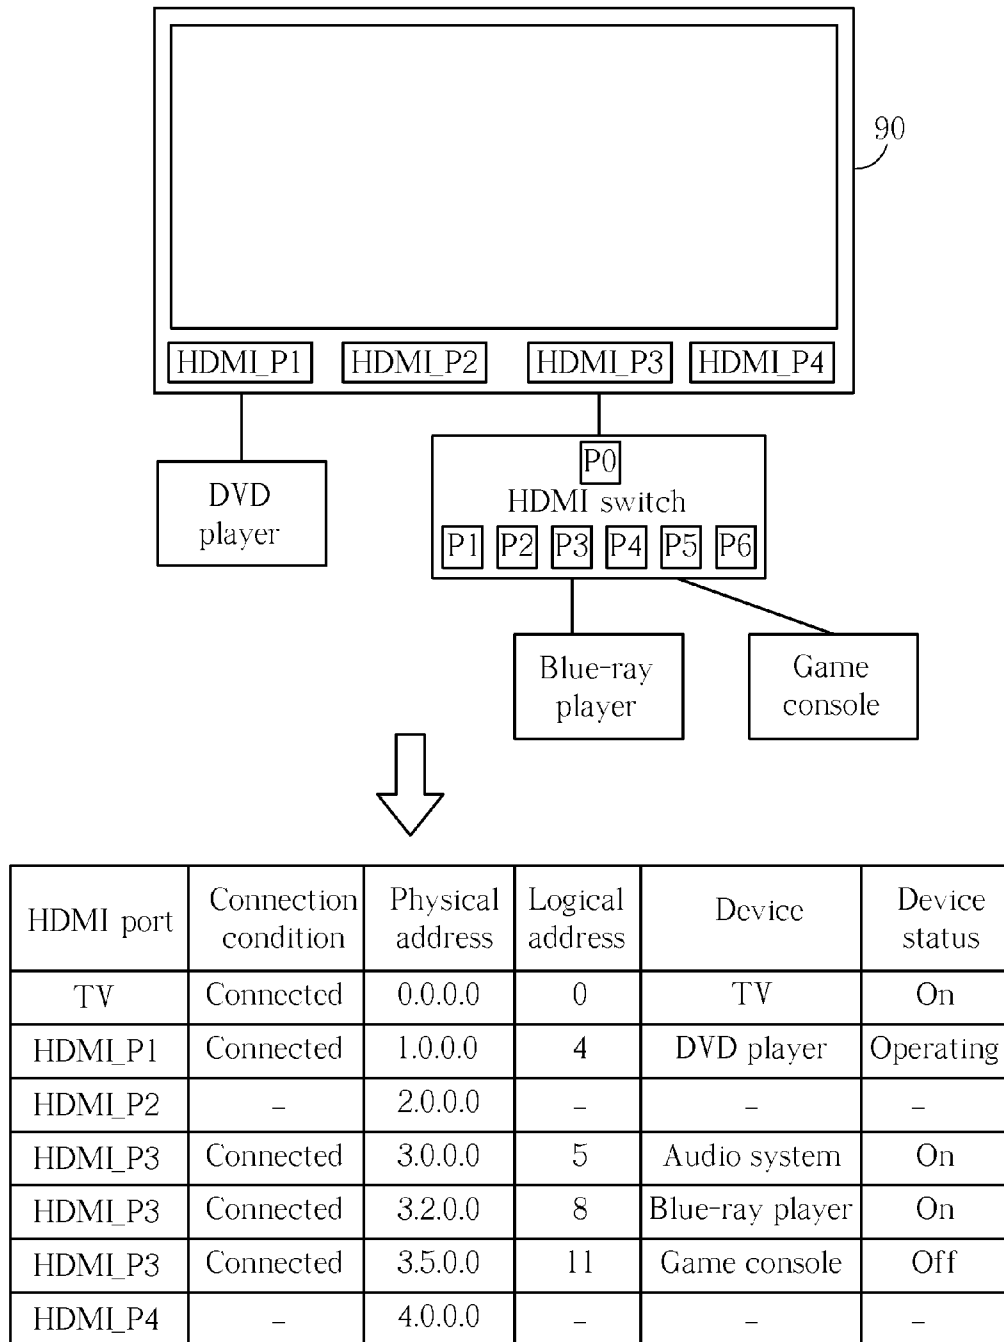 90
HDMI_P1 HDMI_P2 HDMI_P3 HDMI_P4
P0
HDMI switch
P1 P2 P3 P4 P5 P6
DVD
player
Blue-ray
player
Game
console
HDMI port Connection condition Physical address Logical address Device Device status
TV Connected 0.0.0.0 0 TV On
HDMI_P1 Connected 1.0.0.0 4 DVD player Operating
HDMI_P2 – 2.0.0.0 – – –
HDMI_P3 Connected 3.0.0.0 5 Audio system On
HDMI_P3 Connected 3.2.0.0 8 Blue-ray player On
HDMI_P3 Connected 3.5.0.0 11 Game console Off
HDMI_P4 – 4.0.0.0 – – –